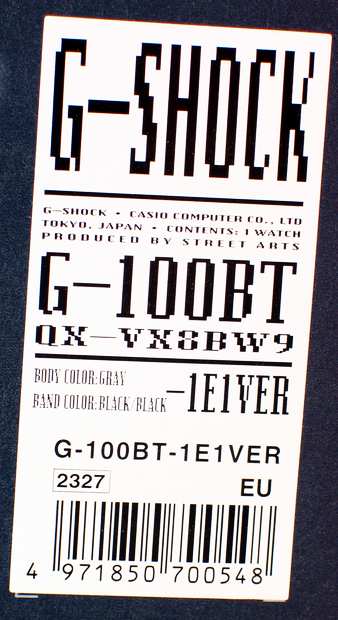 G-SHOCK
G-SHOCK • CASIO COMPUTER CO., LTD
TOKYO, JAPAN • CONTENTS: 1 WATCH
PRODUCED BY STREET ARTS
G-100BT
QX-VX8BW9
BODY COLOR:GRAY
BAND COLOR:BLACK/BLACK
-1E1VER
G-100BT-1E1VER
2327 EU
4 971850 700548